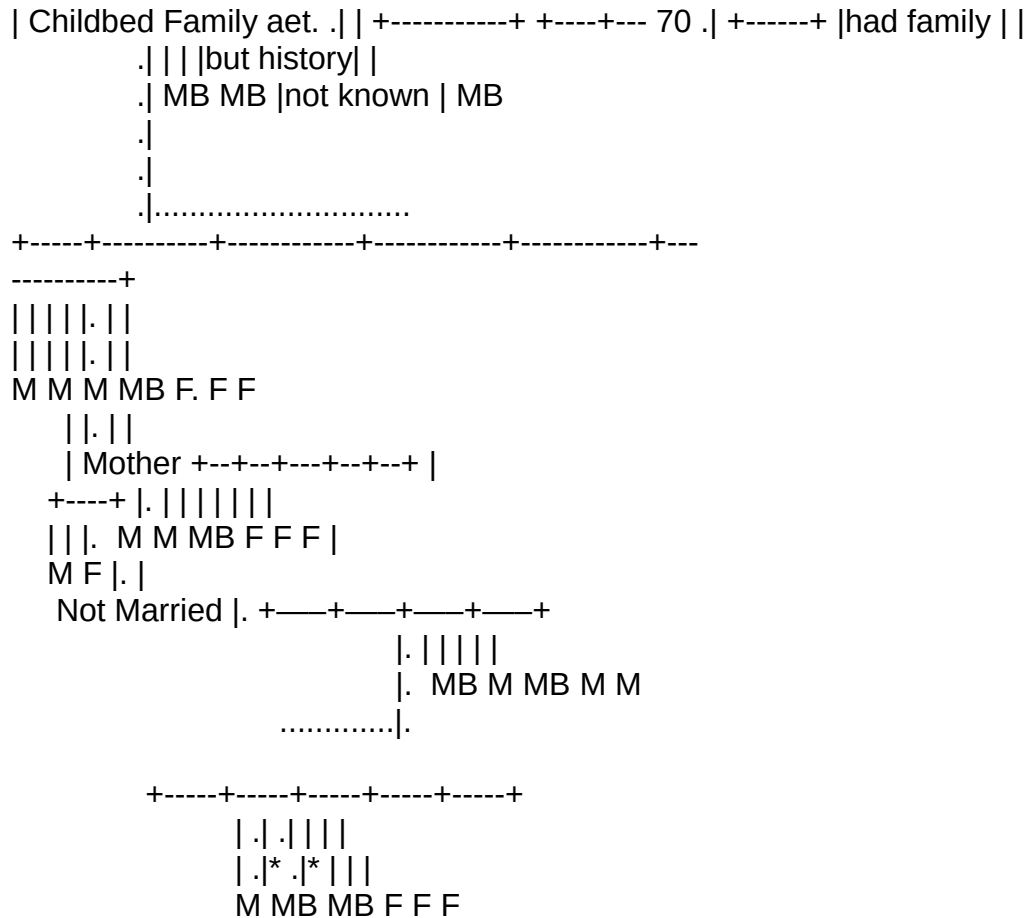 | Childbed Family aet. .| | +-----------+ +----+--- 70 .| +------+ |had family | |
.| | | |but history| |
.| MB MB |not known | MB
.|
.|
.|.............................
+-----+----------+------------+------------+------------+---
----------+
| | | | |. | |
| | | | |. | |
M M M MB F. F F
| |. | |
| Mother +--+--+---+--+--+ |
+----+ |. | | | | | | |
| | |. M M MB F F F |
M F |. |
Not Married |. +-—–+-—–+-—–+-—–+
|. | | | | |
|. MB M MB M M
.............|.
+-----+-----+-----+-----+-----+
| .| .| | | |
| .|* .|* | | |
M MB MB F F F